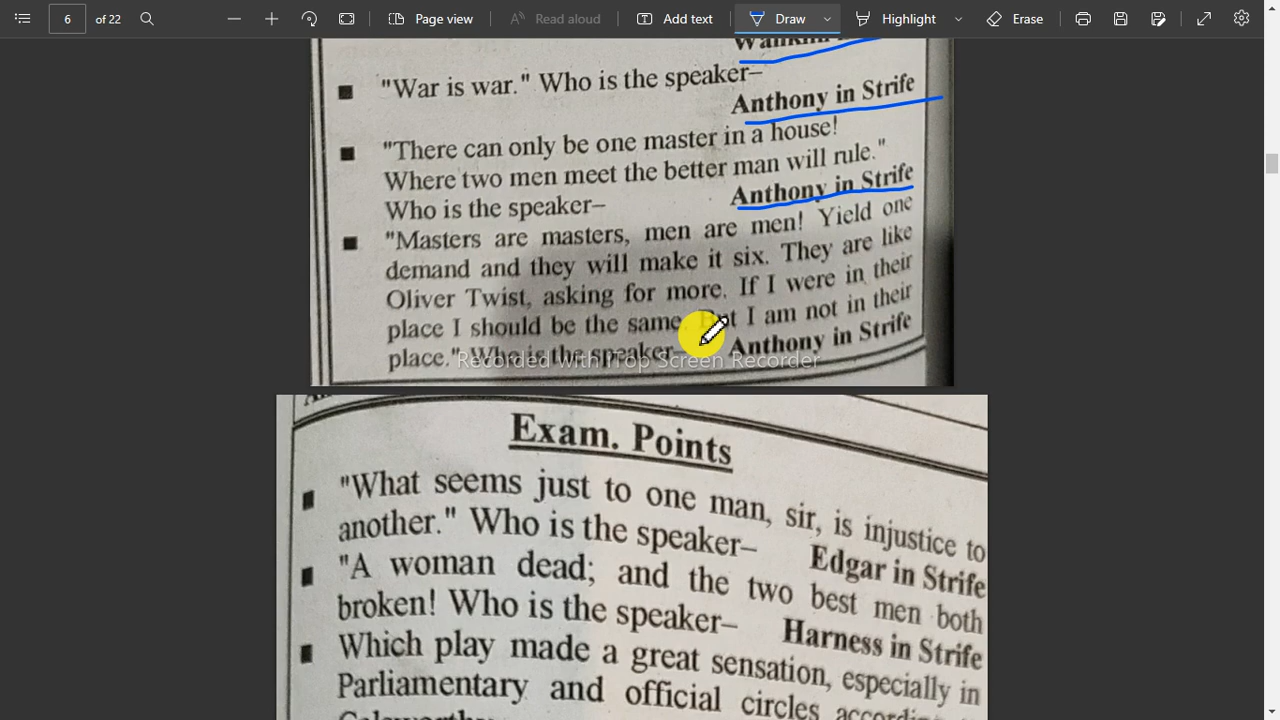 6 of 22 Page view Read aloud Add text Draw Highlight Erase
"War is war." Who is the speaker–
Anthony in Strife
"There can only be one master in a house!
Where two men meet the better man will rule."
Who is the speaker– Anthony in Strife
"Masters are masters, men are men! Yield one
demand and they will make it six. They are like
Oliver Twist, asking for more. If I were in their
place I should be the same. But I am not in their
place." Who is the speaker– Anthony in Strife
Recorded with iTop Screen Recorder
Exam. Points
"What seems just to one man, sir, is injustice to
another." Who is the speaker– Edgar in Strife
"A woman dead; and the two best men both
broken! Who is the speaker– Harness in Strife
Which play made a great sensation, especially in
Parliamentary and official circles